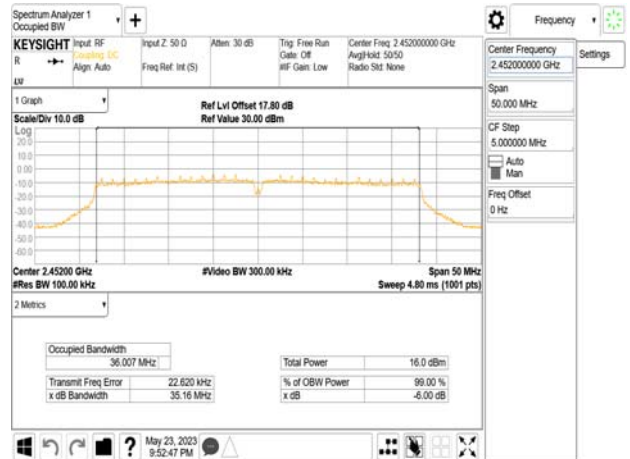 Spectrum Analyzer 1
Occupied BW
Frequency
KEYSIGHT
R
Input: RF
Coupling: DC
Align: Auto
Input Z: 50 Ω
Freq Ref: Int (S)
Atten: 30 dB
Trig: Free Run
Gate: Off
#IF Gain: Low
Center Freq: 2.452000000 GHz
Avg|Hold: 50/50
Radio Std: None
LXI
Center Frequency
2.452000000 GHz
Settings
Span
50.000 MHz
CF Step
5.000000 MHz
Auto
Man
Freq Offset
0 Hz
1 Graph
Scale/Div 10.0 dB
Ref Lvl Offset 17.80 dB
Ref Value 30.00 dBm
Log
20.0
10.0
0.00
-10.0
-20.0
-30.0
-40.0
-50.0
-60.0
Center 2.45200 GHz
#Res BW 100.00 kHz
#Video BW 300.00 kHz
Span 50 MHz
Sweep 4.80 ms (1001 pts)
2 Metrics
Occupied Bandwidth
36.007 MHz
Transmit Freq Error 22.620 kHz
x dB Bandwidth 35.16 MHz
Total Power 16.0 dBm
% of OBW Power 99.00 %
x dB -6.00 dB
?
May 23, 2023
9:52:47 PM